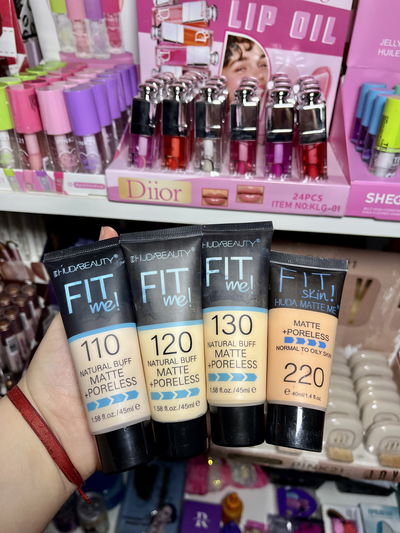 LIP OIL
JELLY
HUILE
Diior
24PCS
ITEM NO:KLG-01
SHEG
HUDABEAUTY
FIT
me!
110
NATURAL BUFF
MATTE
+PORELESS
1.58 fl.oz./45ml
HUDABEAUTY
FIT
me!
120
NATURAL BUFF
MATTE
+PORELESS
1.58 fl.oz./45ml
HUDABEAUTY
FIT
me!
130
NATURAL BUFF
MATTE
+PORELESS
1.58 fl.oz./45ml
FIT
skin!
HUDA MATTE ME
MATTE
+PORELESS
NORMAL TO OILY SKIN
220
PINK21
R